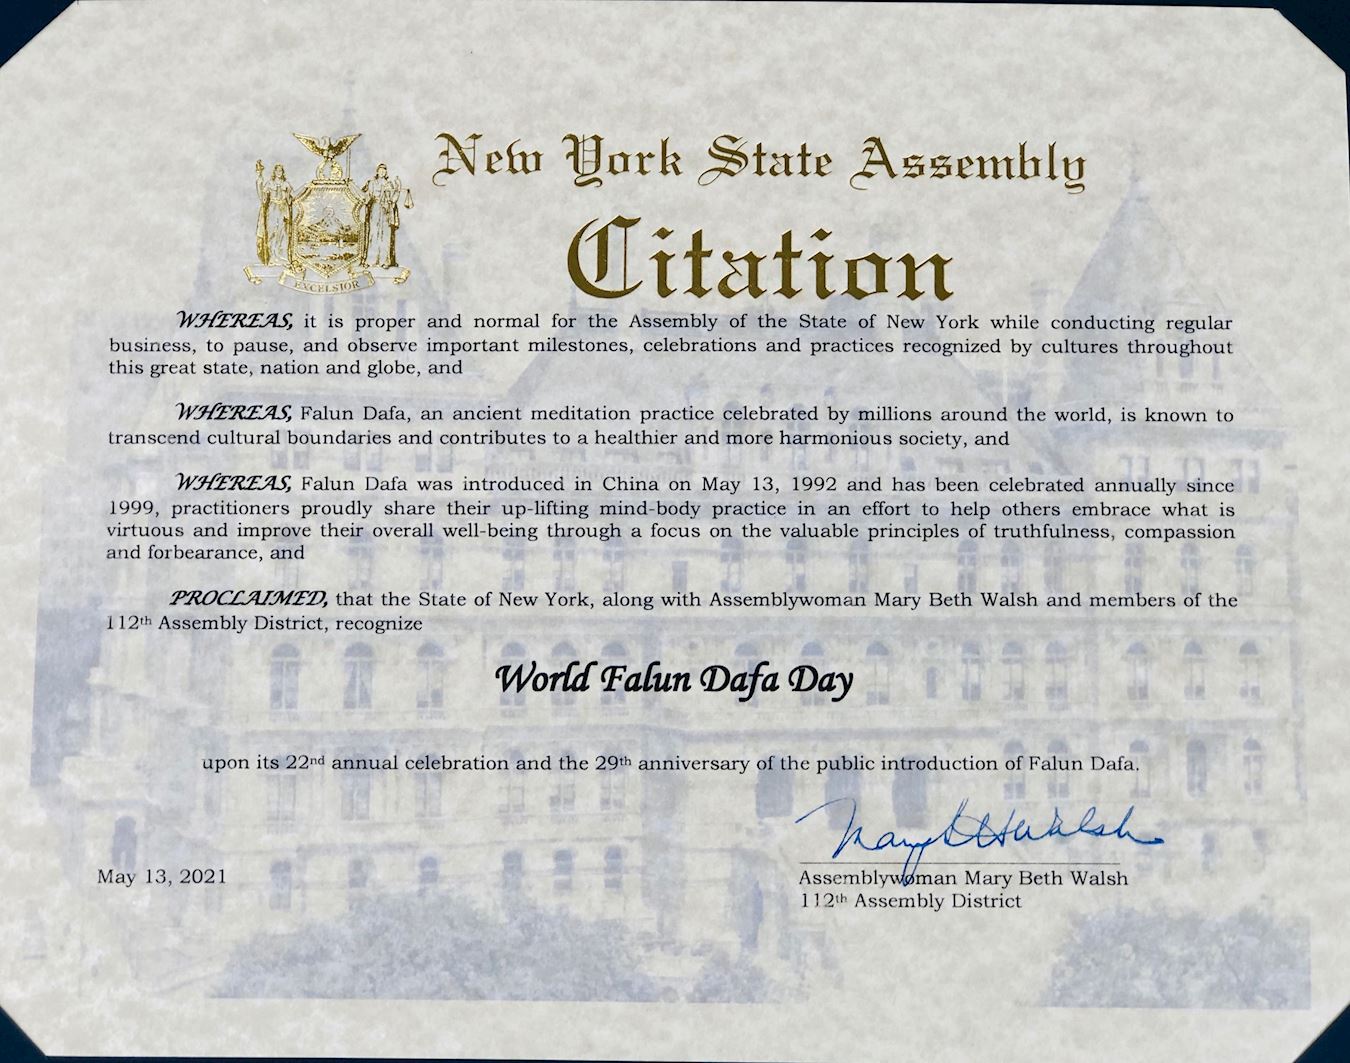 New York State Assembly
Citation
EXCELSIOR
WHEREAS, it is proper and normal for the Assembly of the State of New York while conducting regular
business, to pause, and observe important milestones, celebrations and practices recognized by cultures throughout
this great state, nation and globe, and
WHEREAS, Falun Dafa, an ancient meditation practice celebrated by millions around the world, is known to
transcend cultural boundaries and contributes to a healthier and more harmonious society, and
WHEREAS, Falun Dafa was introduced in China on May 13, 1992 and has been celebrated annually since
1999, practitioners proudly share their up-lifting mind-body practice in an effort to help others embrace what is
virtuous and improve their overall well-being through a focus on the valuable principles of truthfulness, compassion
and forbearance, and
PROCLAIMED, that the State of New York, along with Assemblywoman Mary Beth Walsh and members of the
112th Assembly District, recognize
World Falun Dafa Day
upon its 22nd annual celebration and the 29th anniversary of the public introduction of Falun Dafa.
Mary Beth Walsh
May 13, 2021
Assemblywoman Mary Beth Walsh
112th Assembly District